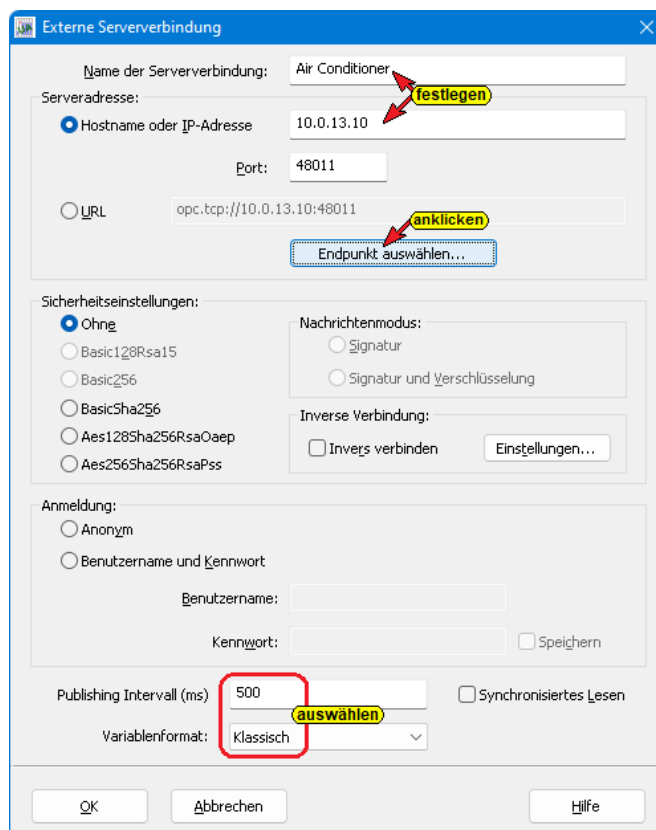 Externe Serververbindung
Name der Serververbindung: Air Conditioner
festlegen
Serveradresse:
Hostname oder IP-Adresse 10.0.13.10
Port: 48011
URL opc.tcp://10.0.13.10:48011
anklicken
Endpunkt auswählen...
Sicherheitseinstellungen:
Ohne
Basic128Rsa15
Basic256
BasicSha256
Aes128Sha256RsaOaep
Aes256Sha256RsaPss
Nachrichtenmodus:
Signatur
Signatur und Verschlüsselung
Inverse Verbindung:
Invers verbinden Einstellungen...
Anmeldung:
Anonym
Benutzername und Kennwort
Benutzername:
Kennwort: Speichern
Publishing Intervall (ms) 500 Synchronisiertes Lesen
auswählen
Variablenformat: Klassisch
OK Abbrechen Hilfe